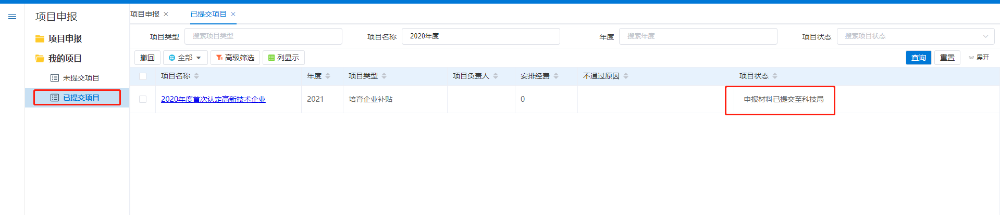 项目申报
项目申报
我的项目
未提交项目
已提交项目
项目申报 已提交项目
项目类型 搜索项目类型 项目名称 2020年度 年度 搜索年度 项目状态 搜索项目状态
撤回 全部 高级筛选 列显示 查询 重置 展开
项目名称 年度 项目类型 项目负责人 安排经费 不通过原因 项目状态
2020年度首次认定高新技术企业 2021 培育企业补贴 0 申报材料已提交至科技局